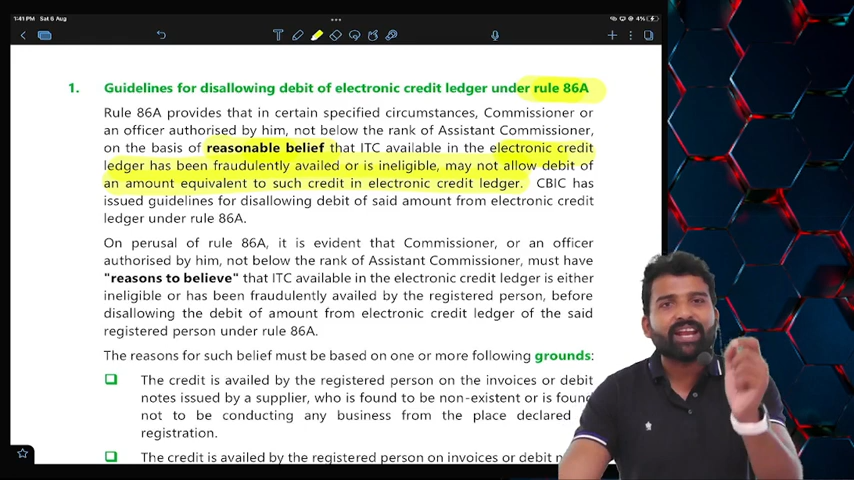 1:41 PM Sat 6 Aug
4%
1. Guidelines for disallowing debit of electronic credit ledger under rule 86A
Rule 86A provides that in certain specified circumstances, Commissioner or
an officer authorised by him, not below the rank of Assistant Commissioner,
on the basis of reasonable belief that ITC available in the electronic credit
ledger has been fraudulently availed or is ineligible, may not allow debit of
an amount equivalent to such credit in electronic credit ledger. CBIC has
issued guidelines for disallowing debit of said amount from electronic credit
ledger under rule 86A.
On perusal of rule 86A, it is evident that Commissioner, or an officer
authorised by him, not below the rank of Assistant Commissioner, must have
"reasons to believe" that ITC available in the electronic credit ledger is either
ineligible or has been fraudulently availed by the registered person, before
disallowing the debit of amount from electronic credit ledger of the said
registered person under rule 86A.
The reasons for such belief must be based on one or more following grounds:
The credit is availed by the registered person on the invoices or debit
notes issued by a supplier, who is found to be non-existent or is found
not to be conducting any business from the place declared
registration.
The credit is availed by the registered person on invoices or debit